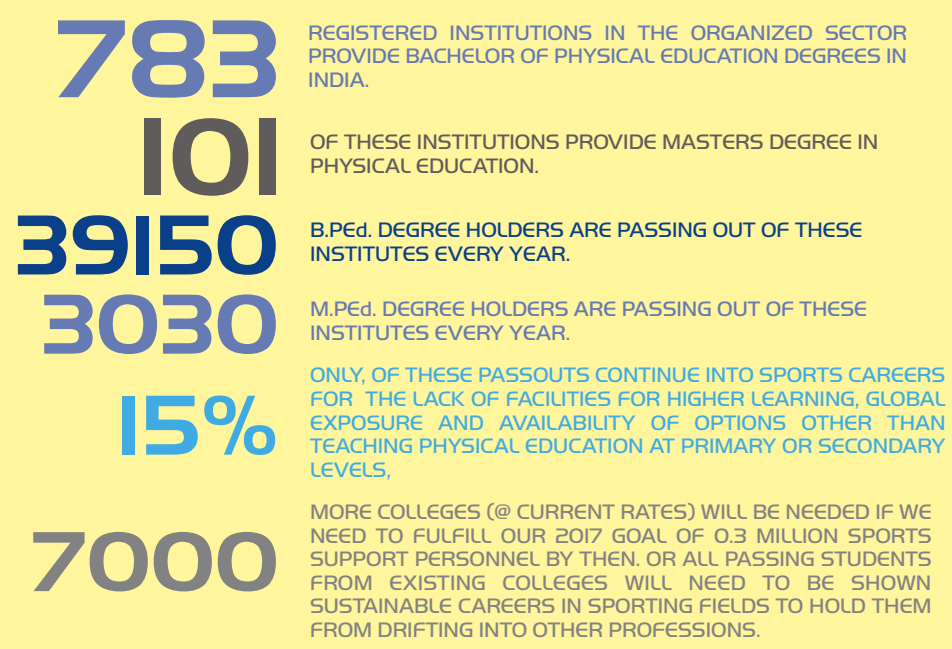 783
REGISTERED INSTITUTIONS IN THE ORGANIZED SECTOR
PROVIDE BACHELOR OF PHYSICAL EDUCATION DEGREES IN
INDIA.
101
OF THESE INSTITUTIONS PROVIDE MASTERS DEGREE IN
PHYSICAL EDUCATION.
39150
B.PEd. DEGREE HOLDERS ARE PASSING OUT OF THESE
INSTITUTES EVERY YEAR.
3030
M.PEd. DEGREE HOLDERS ARE PASSING OUT OF THESE
INSTITUTES EVERY YEAR.
15%
ONLY, OF THESE PASSOUTS CONTINUE INTO SPORTS CAREERS
FOR THE LACK OF FACILITIES FOR HIGHER LEARNING, GLOBAL
EXPOSURE AND AVAILABILITY OF OPTIONS OTHER THAN
TEACHING PHYSICAL EDUCATION AT PRIMARY OR SECONDARY
LEVELS,
7000
MORE COLLEGES (@ CURRENT RATES) WILL BE NEEDED IF WE
NEED TO FULFILL OUR 2017 GOAL OF 0.3 MILLION SPORTS
SUPPORT PERSONNEL BY THEN. OR ALL PASSING STUDENTS
FROM EXISTING COLLEGES WILL NEED TO BE SHOWN
SUSTAINABLE CAREERS IN SPORTING FIELDS TO HOLD THEM
FROM DRIFTING INTO OTHER PROFESSIONS.